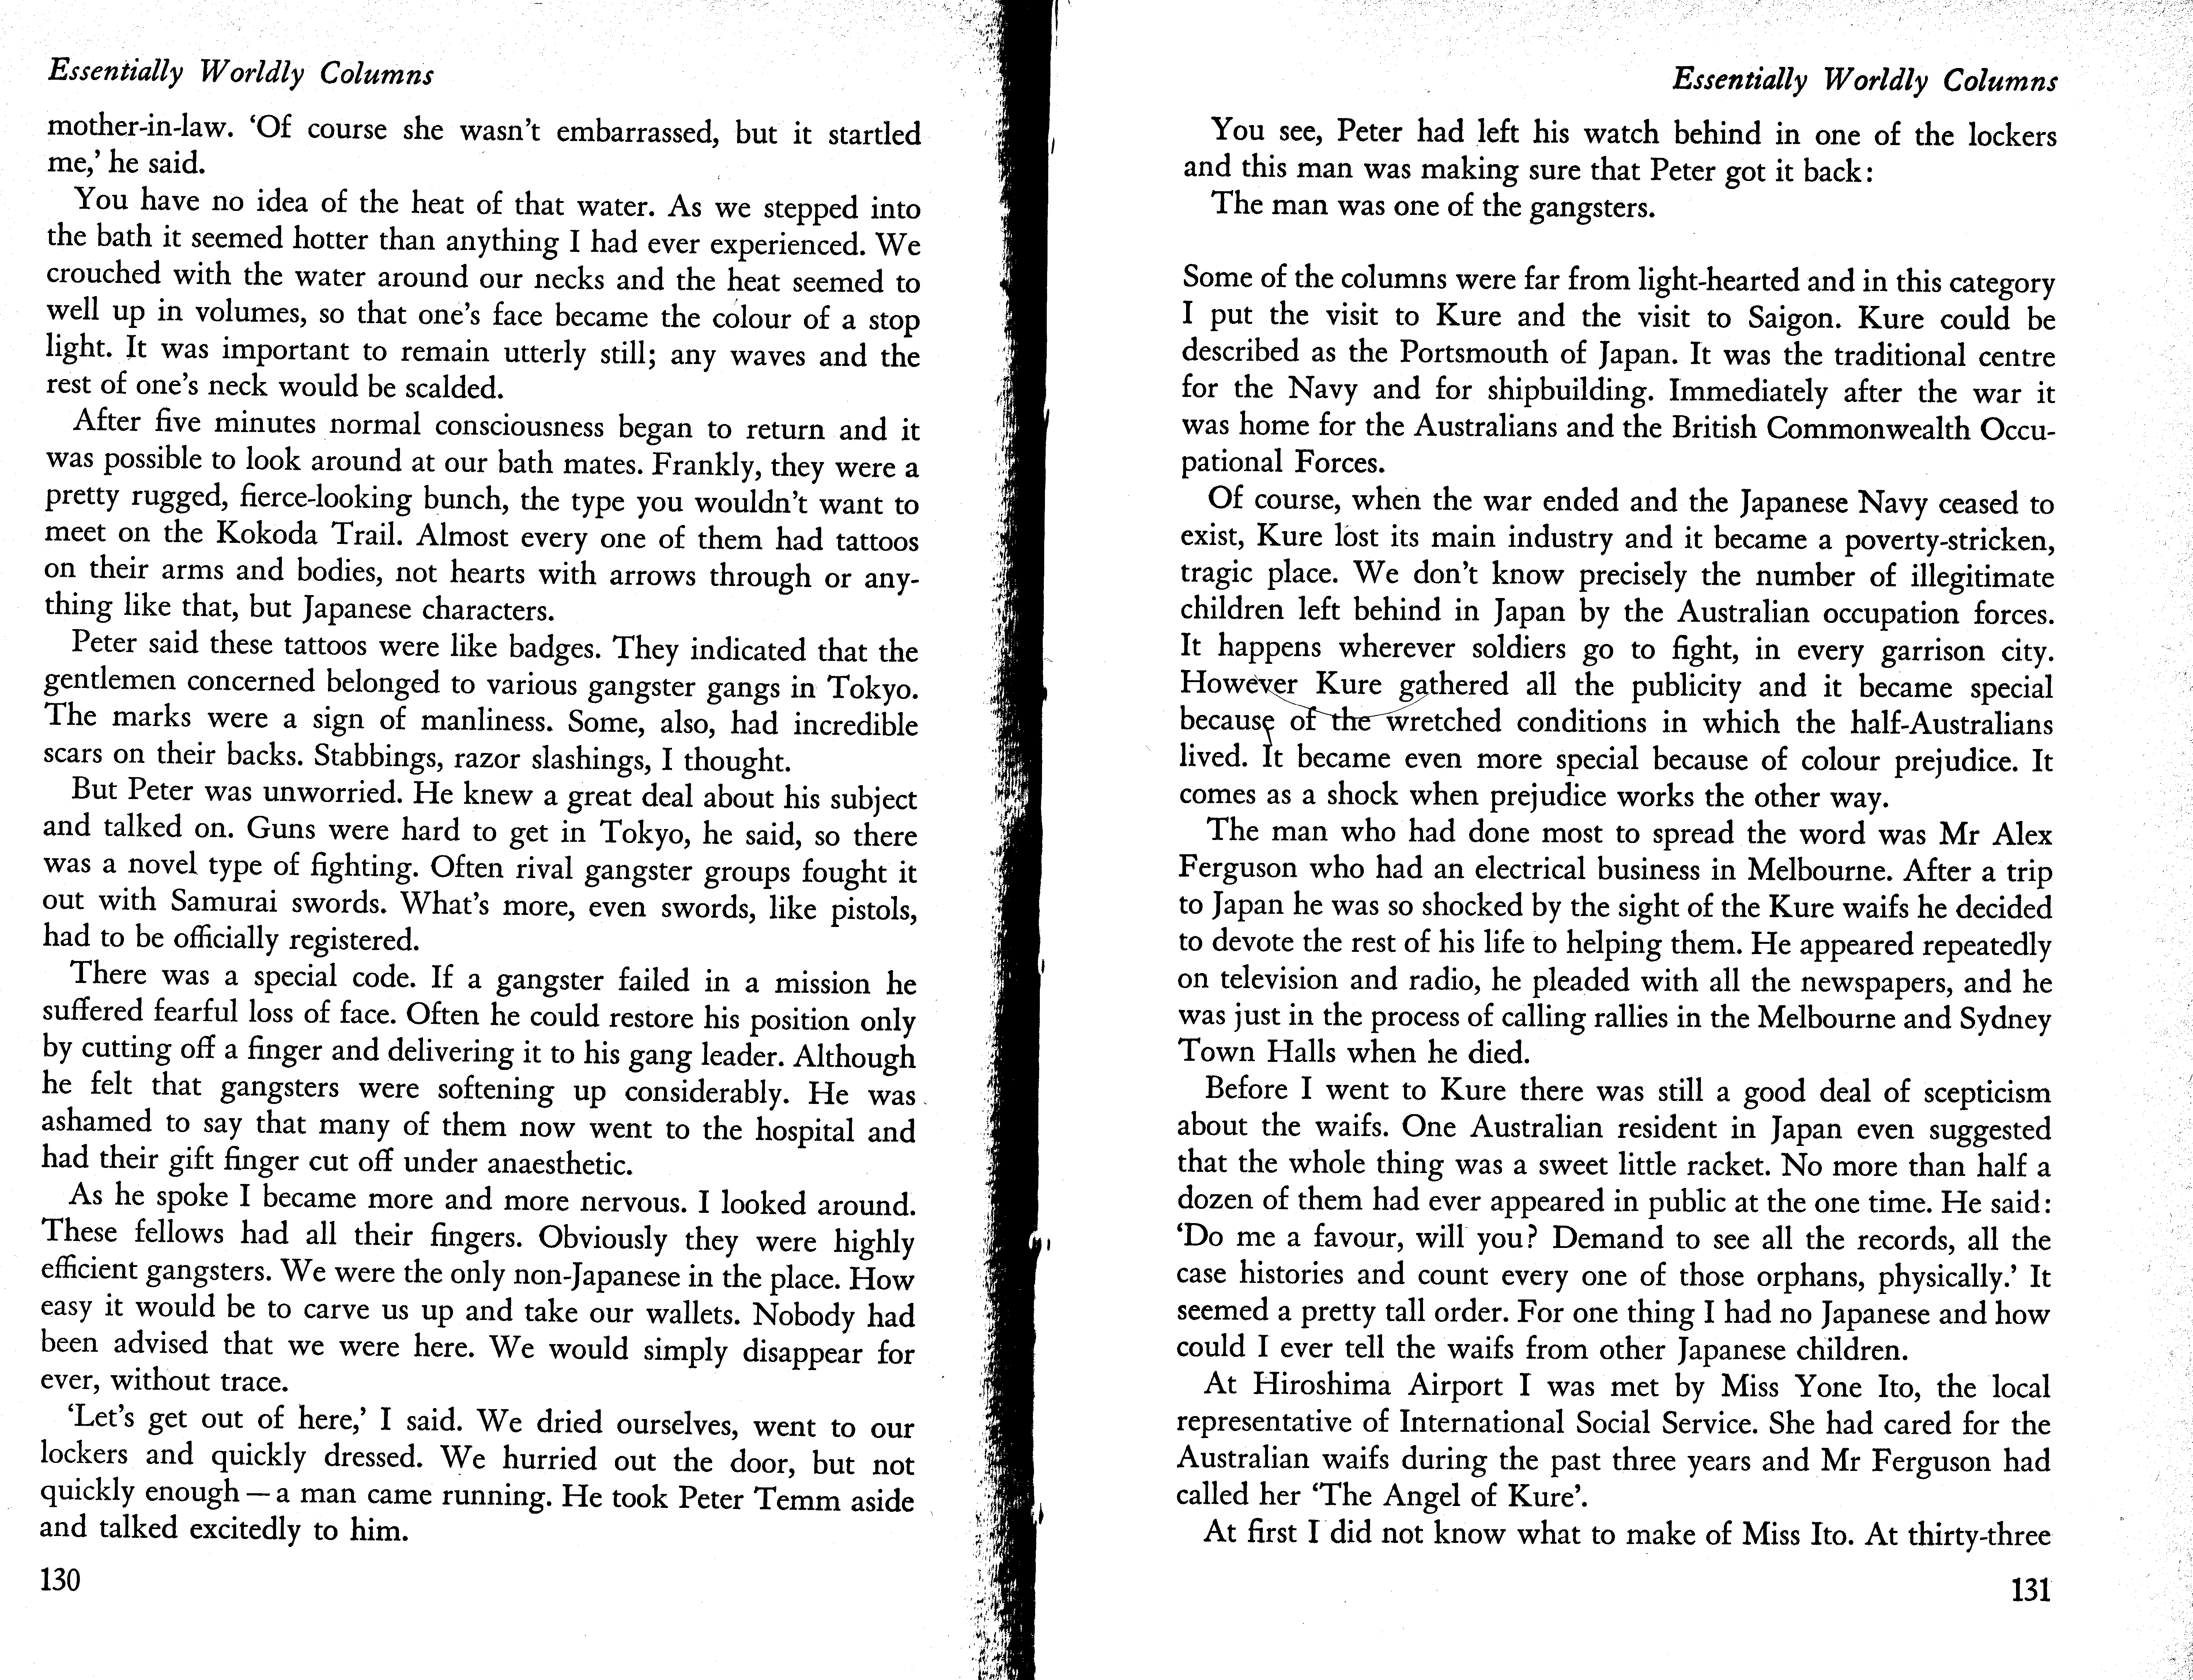 Essentially Worldly Columns
mother-in-law. ‘Of course she wasn't embarrassed, but it startled
me,’ he said.
You have no idea of the heat of that water. As we stepped into
the bath it seemed hotter than anything I had ever experienced. We
crouched with the water around our necks and the heat seemed to
well up in volumes, so that one's face became the colour of a stop
light. It was important to remain utterly still; any waves and the
rest of one's neck would be scalded.
After five minutes normal consciousness began to return and it
was possible to look around at our bath mates. Frankly, they were a
pretty rugged, fierce-looking bunch, the type you wouldn't want to
meet on the Kokoda Trail. Almost every one of them had tattoos
on their arms and bodies, not hearts with arrows through or any-
thing like that, but Japanese characters.
Peter said these tattoos were like badges. They indicated that the
gentlemen concerned belonged to various gangster gangs in Tokyo.
The marks were a sign of manliness. Some, also, had incredible
scars on their backs. Stabbings, razor slashings, I thought.
But Peter was unworried. He knew a great deal about his subject
and talked on. Guns were hard to get in Tokyo, he said, so there
was a novel type of fighting. Often rival gangster groups fought it
out with Samurai swords. What's more, even swords, like pistols,
had to be officially registered.
There was a special code. If a gangster failed in a mission he
suffered fearful loss of face. Often he could restore his position only
by cutting off a finger and delivering it to his gang leader. Although
he felt that gangsters were softening up considerably. He was
ashamed to say that many of them now went to the hospital and
had their gift finger cut off under anaesthetic.
As he spoke I became more and more nervous. I looked around.
These fellows had all their fingers. Obviously they were highly
efficient gangsters. We were the only non-Japanese in the place. How
easy it would be to carve us up and take our wallets. Nobody had
been advised that we were here. We would simply disappear for
ever, without trace.
‘Let's get out of here,’ I said. We dried ourselves, went to our
lockers and quickly dressed. We hurried out the door, but not
quickly enough — a man came running. He took Peter Temm aside
and talked excitedly to him.
130
Essentially Worldly Columns
You see, Peter had left his watch behind in one of the lockers
and this man was making sure that Peter got it back:
The man was one of the gangsters.
Some of the columns were far from light-hearted and in this category
I put the visit to Kure and the visit to Saigon. Kure could be
described as the Portsmouth of Japan. It was the traditional centre
for the Navy and for shipbuilding. Immediately after the war it
was home for the Australians and the British Commonwealth Occu-
pational Forces.
Of course, when the war ended and the Japanese Navy ceased to
exist, Kure lost its main industry and it became a poverty-stricken,
tragic place. We don't know precisely the number of illegitimate
children left behind in Japan by the Australian occupation forces.
It happens wherever soldiers go to fight, in every garrison city.
However Kure gathered all the publicity and it became special
because of the wretched conditions in which the half-Australians
lived. It became even more special because of colour prejudice. It
comes as a shock when prejudice works the other way.
The man who had done most to spread the word was Mr Alex
Ferguson who had an electrical business in Melbourne. After a trip
to Japan he was so shocked by the sight of the Kure waifs he decided
to devote the rest of his life to helping them. He appeared repeatedly
on television and radio, he pleaded with all the newspapers, and he
was just in the process of calling rallies in the Melbourne and Sydney
Town Halls when he died.
Before I went to Kure there was still a good deal of scepticism
about the waifs. One Australian resident in Japan even suggested
that the whole thing was a sweet little racket. No more than half a
dozen of them had ever appeared in public at the one time. He said:
‘Do me a favour, will you? Demand to see all the records, all the
case histories and count every one of those orphans, physically.’ It
seemed a pretty tall order. For one thing I had no Japanese and how
could I ever tell the waifs from other Japanese children.
At Hiroshima Airport I was met by Miss Yone Ito, the local
representative of International Social Service. She had cared for the
Australian waifs during the past three years and Mr Ferguson had
called her ‘The Angel of Kure’.
At first I did not know what to make of Miss Ito. At thirty-three
131